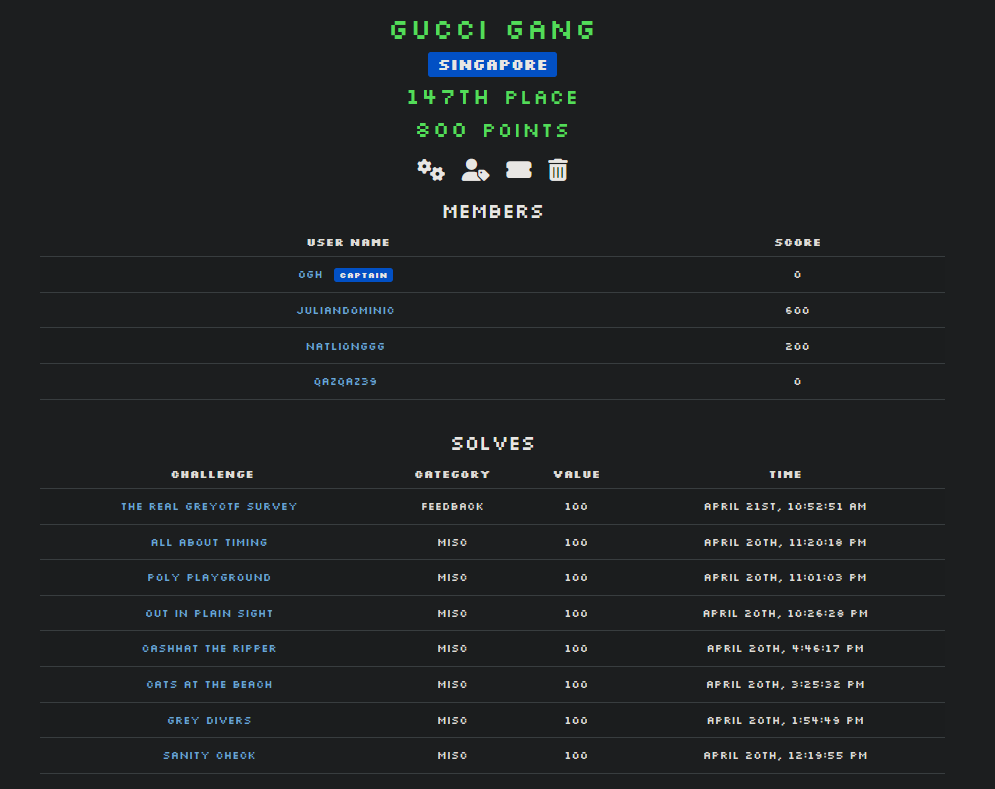 GUCCI GANG
SINGAPORE
147TH PLACE
800 POINTS
MEMBERS
USER NAME SCORE
OGH CAPTAIN 0
JULIANDOMINIC 600
NATLIONGGG 200
QAZQAZ39 0
SOLVES
CHALLENGE CATEGORY VALUE TIME
THE REAL GREYCTF SURVEY FEEDBACK 100 APRIL 21ST, 10:52:51 AM
ALL ABOUT TIMING MISC 100 APRIL 20TH, 11:20:18 PM
POLY PLAYGROUND MISC 100 APRIL 20TH, 11:01:03 PM
OUT IN PLAIN SIGHT MISC 100 APRIL 20TH, 10:26:28 PM
CASHHAT THE RIPPER MISC 100 APRIL 20TH, 4:46:17 PM
CATS AT THE BEACH MISC 100 APRIL 20TH, 3:25:32 PM
GREY DIVERS MISC 100 APRIL 20TH, 1:54:49 PM
SANITY CHECK MISC 100 APRIL 20TH, 12:19:55 PM